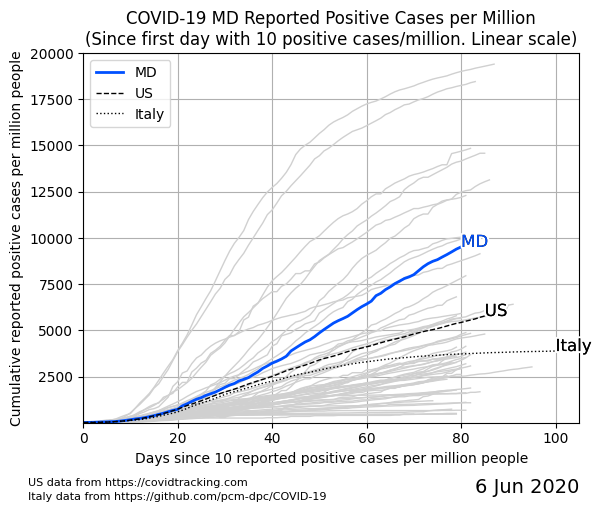 COVID-19 MD Reported Positive Cases per Million
(Since first day with 10 positive cases/million. Linear scale)
Cumulative reported positive cases per million people
20000
17500
15000
12500
10000
7500
5000
2500
MD
US
Italy
MD
US
Italy
0
20
40
60
80
100
Days since 10 reported positive cases per million people
US data from https://covidtracking.com
Italy data from https://github.com/pcm-dpc/COVID-19
6 Jun 2020